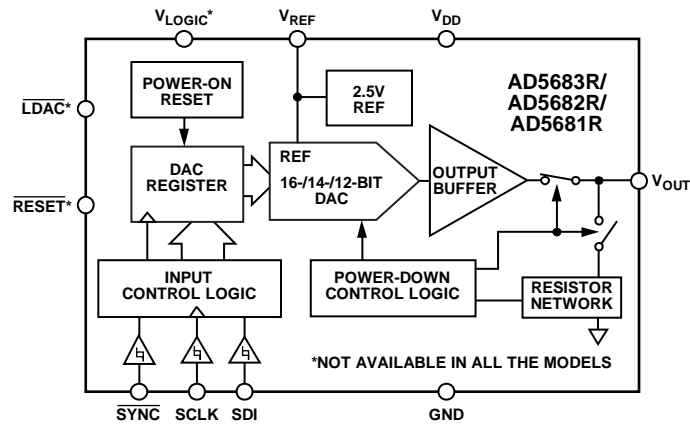 VLOGIC*
VREF
VDD
POWER-ON
RESET
2.5V
REF
AD5683R/
AD5682R/
AD5681R
LDAC*
DAC
REGISTER
REF
16-/14-/12-BIT
DAC
OUTPUT
BUFFER
VOUT
RESET*
INPUT
CONTROL LOGIC
POWER-DOWN
CONTROL LOGIC
RESISTOR
NETWORK
*NOT AVAILABLE IN ALL THE MODELS
SYNC
SCLK
SDI
GND